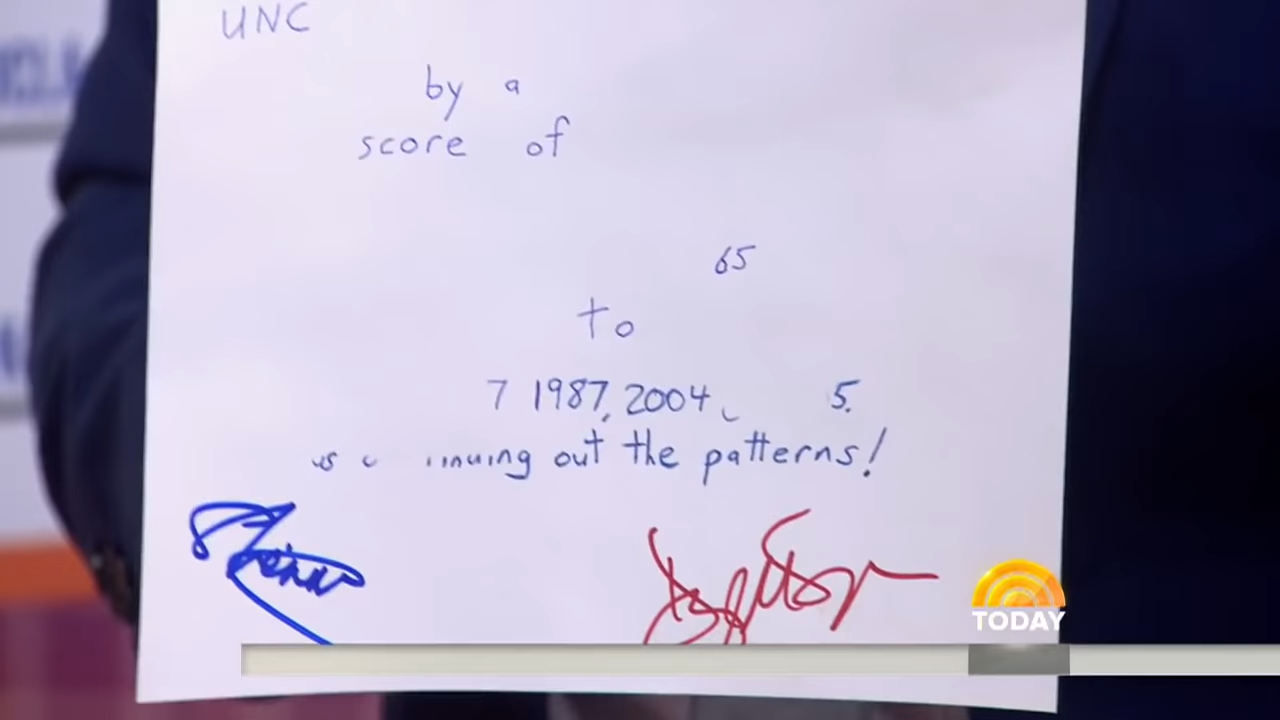 UNC
by a
score of
65
to
7 1987, 2004, 5.
out the patterns!
TODAY